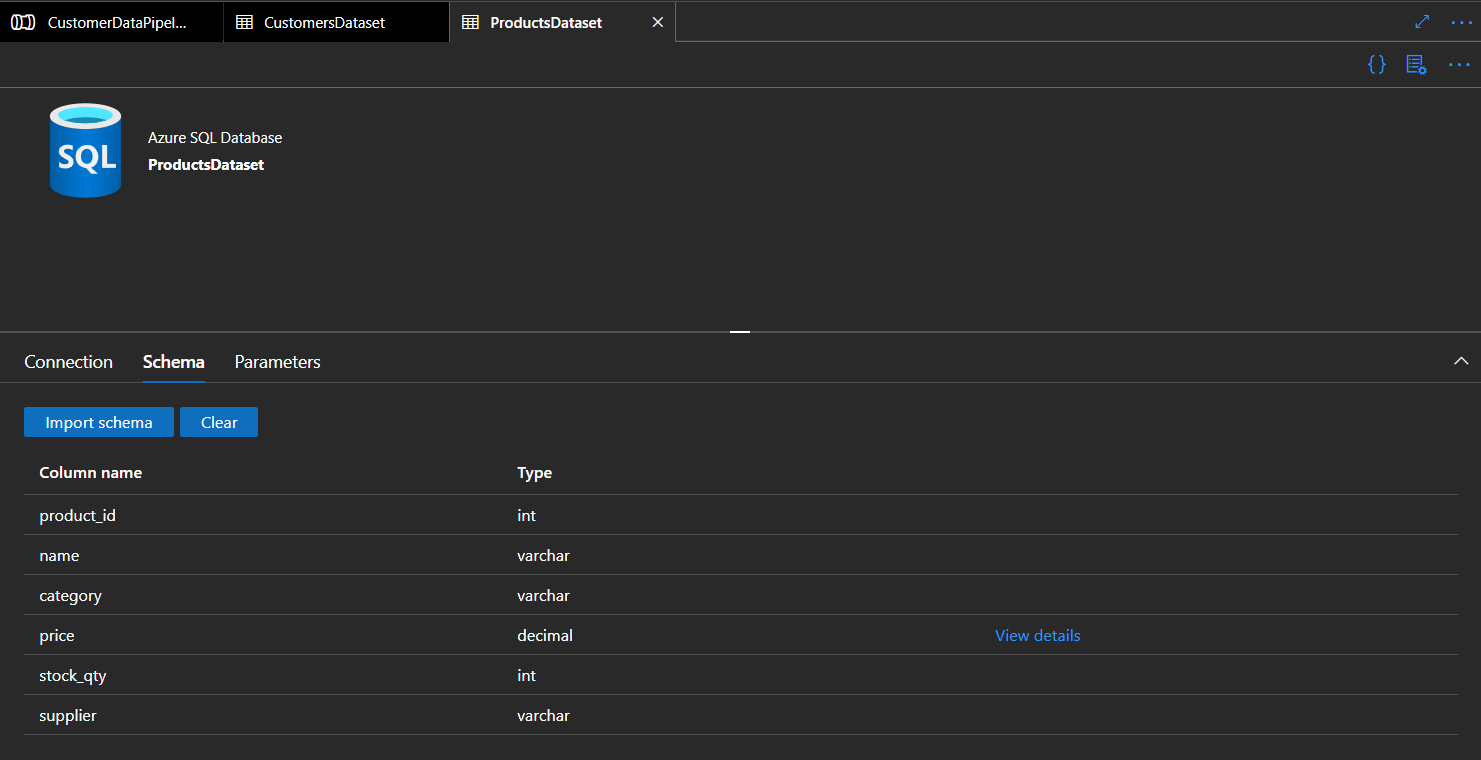 CustomerDataPipel... CustomersDataset ProductsDataset
{}
SQL
Azure SQL Database
ProductsDataset
Connection Schema Parameters
Import schema Clear
Column name Type
product_id int
name varchar
category varchar
price decimal View details
stock_qty int
supplier varchar